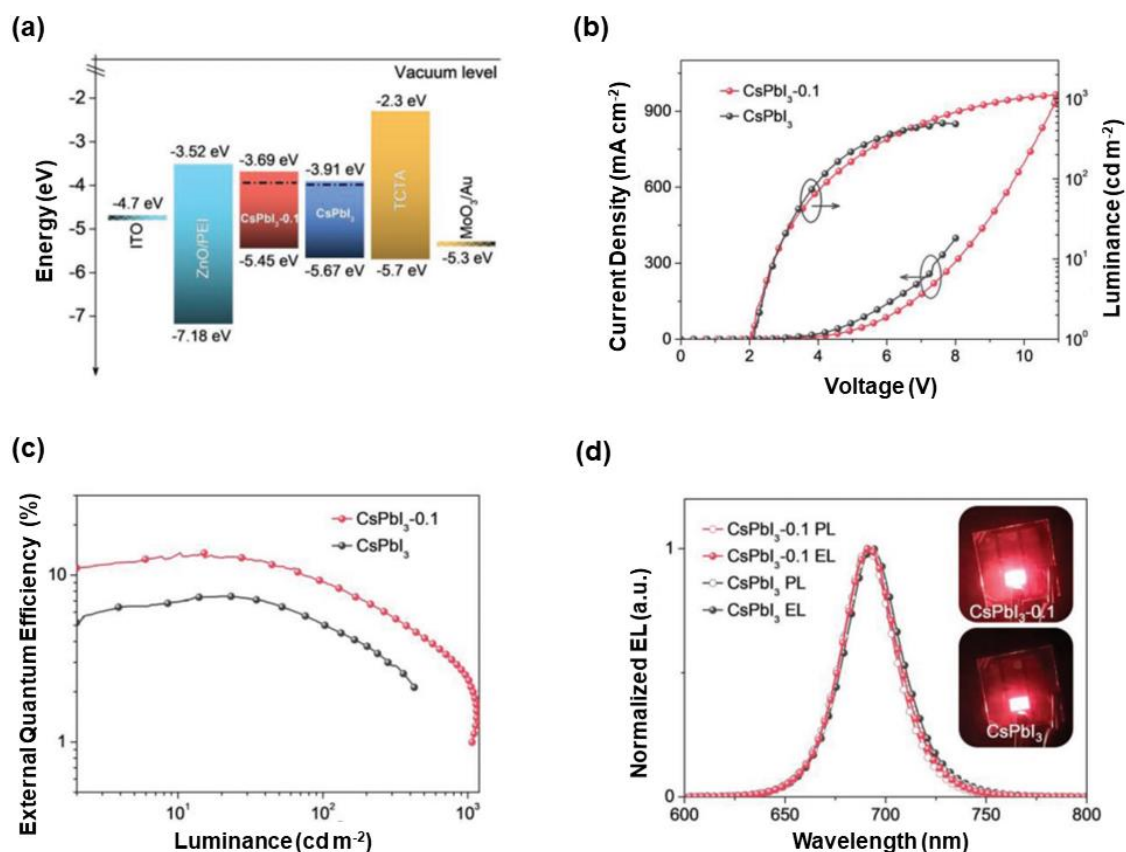 (a)
Vacuum level
Energy (eV)
-2
-3
-4
-5
-6
-7
-4.7 eV
ITO
-3.52 eV
ZnO/PEI
-7.18 eV
-3.69 eV
CsPbI₃-0.1
-5.45 eV
-3.91 eV
CsPbI₃
-5.67 eV
-2.3 eV
TCTA
-5.7 eV
MoO₃/Au
-5.3 eV
(b)
CsPbI₃-0.1
CsPbI₃
Current Density (mA cm⁻²)
900
600
300
0
Luminance (cd m⁻²)
10³
10²
10¹
10⁰
0 2 4 6 8 10
Voltage (V)
(c)
CsPbI₃-0.1
CsPbI₃
External Quantum Efficiency (%)
10
1
10¹ 10² 10³
Luminance (cd m⁻²)
(d)
CsPbI₃-0.1 PL
CsPbI₃-0.1 EL
CsPbI₃ PL
CsPbI₃ EL
CsPbI₃-0.1
CsPbI₃
Normalized EL (a.u.)
1
0
0
600 650 700 750 800
Wavelength (nm)